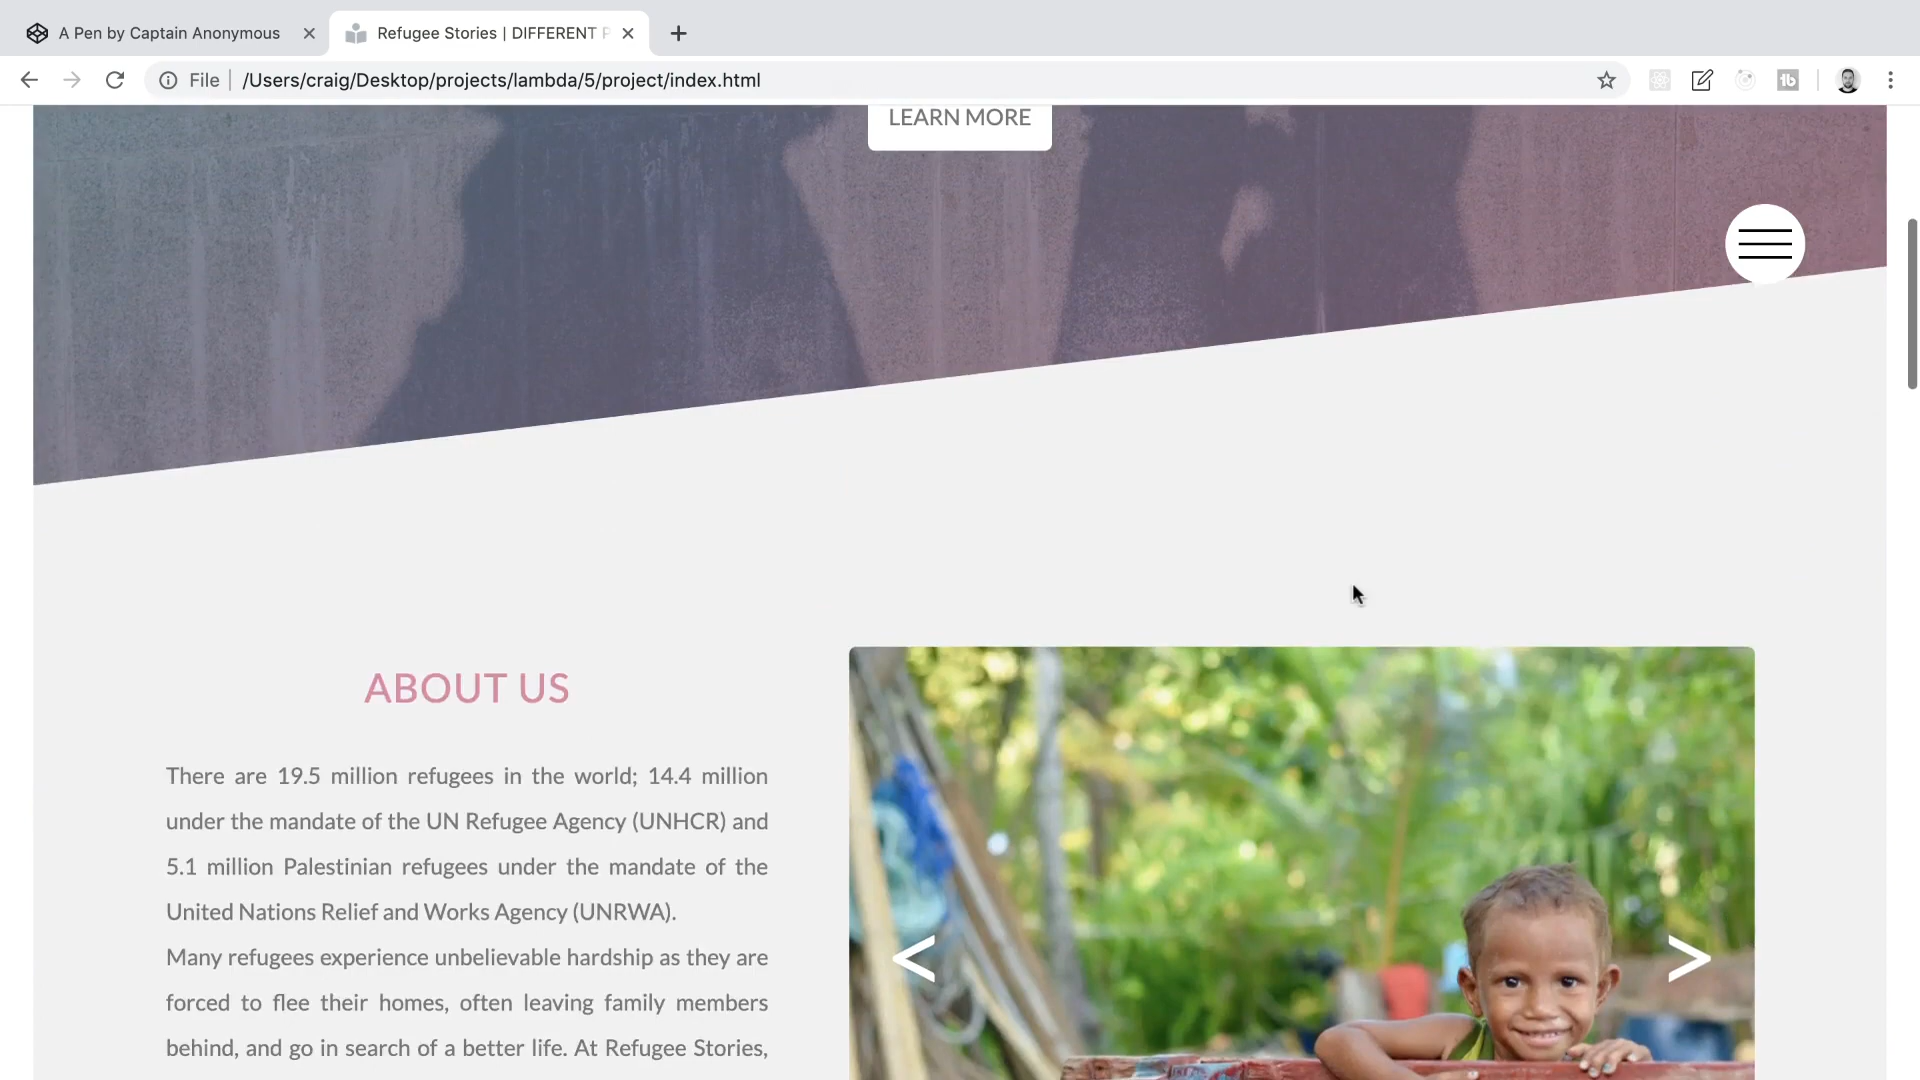 A Pen by Captain Anonymous
Refugee Stories | DIFFERENT
File
/Users/craig/Desktop/projects/lambda/5/project/index.html
tb
LEARN MORE
ABOUT US
There are 19.5 million refugees in the world; 14.4 million
under the mandate of the UN Refugee Agency (UNHCR) and
5.1 million Palestinian refugees under the mandate of the
United Nations Relief and Works Agency (UNRWA).
Many refugees experience unbelievable hardship as they are
forced to flee their homes, often leaving family members
behind, and go in search of a better life. At Refugee Stories,
< >